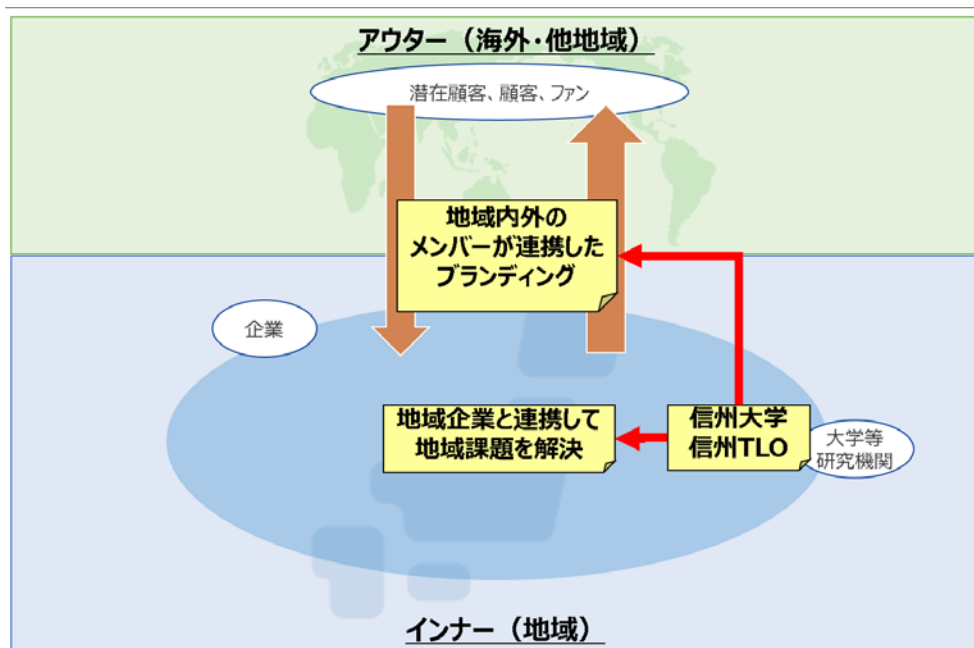 アウター（海外・他地域）
潜在顧客、顧客、ファン
地域内外の
メンバーが連携した
ブランディング
企業
地域企業と連携して
地域課題を解決
信州大学
信州TLO
大学等
研究機関
インナー（地域）